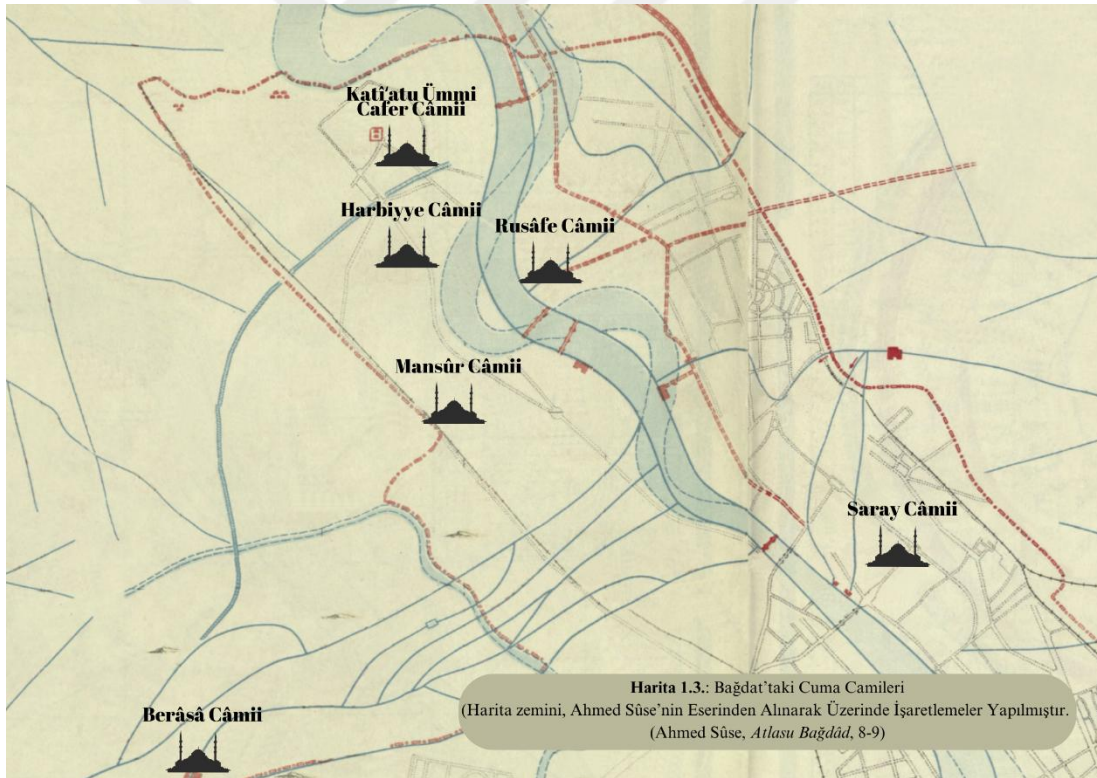 Katî'atu Ümmi
Cafer Câmii
Harbiyye Câmii
Rusâfe Câmii
Mansûr Câmii
Saray Câmii
Berâsâ Câmii
Harita 1.3.: Bağdat'taki Cuma Camileri
(Harita zemini, Ahmed Sûse'nin Eserinden Alınarak Üzerinde İşaretlemeler Yapılmıştır.
(Ahmed Sûse, Atlasu Bağdâd, 8-9)